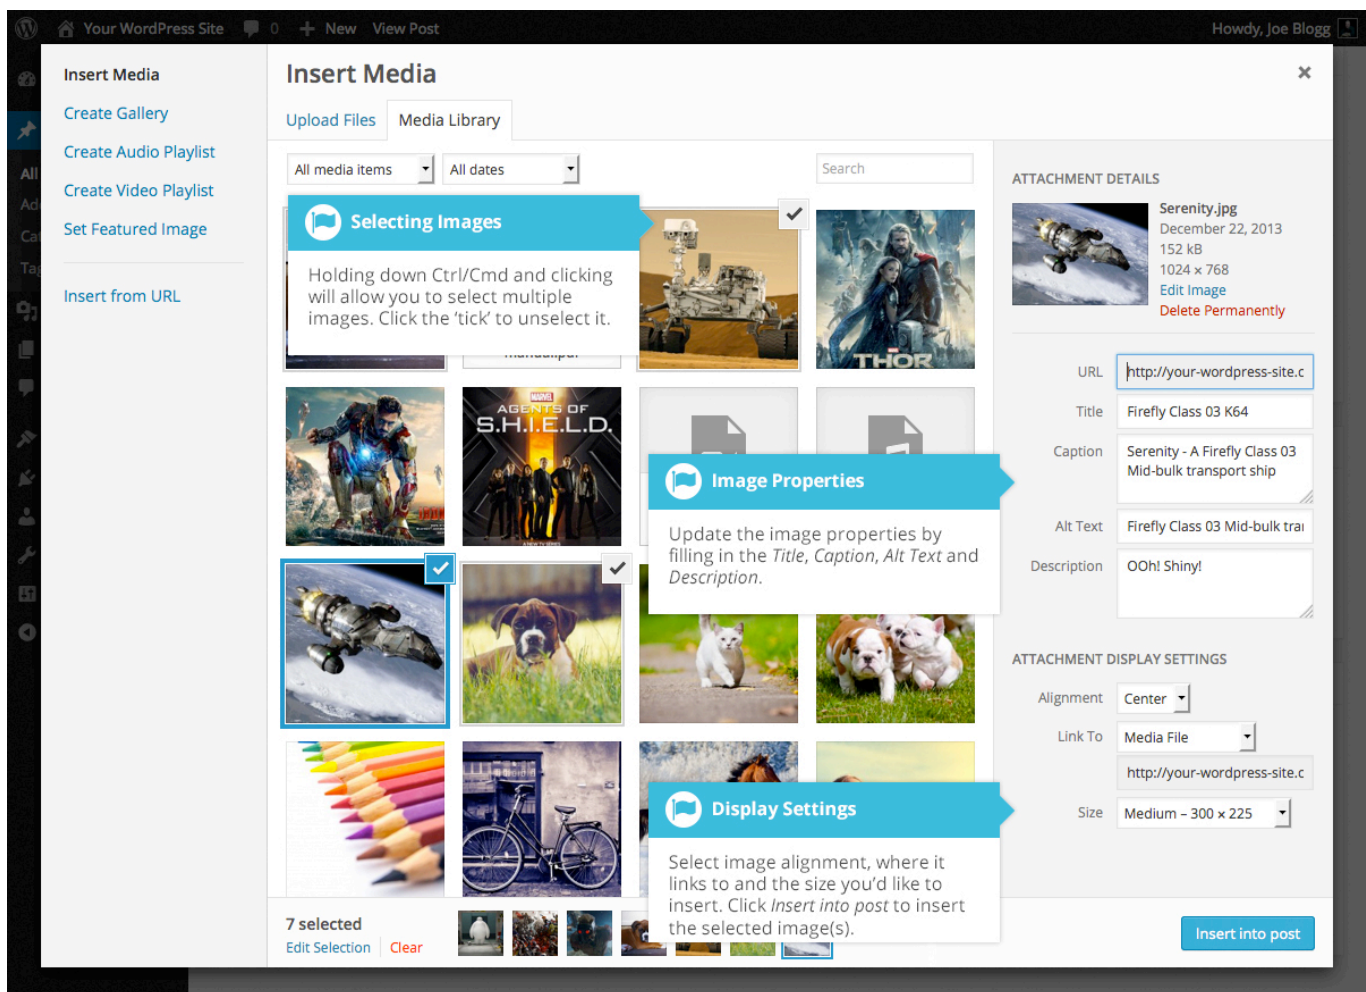 Your WordPress Site
0
New
View Post
Howdy, Joe Blogg
Insert Media
Create Gallery
Create Audio Playlist
Create Video Playlist
Set Featured Image
Insert from URL
All
Insert Media
Upload Files
Media Library
All media items
All dates
Search
Selecting Images
Holding down Ctrl/Cmd and clicking
will allow you to select multiple
images. Click the ‘tick’ to unselect it.
MARVEL
THOR
MARVEL
AGENTS OF
S.H.I.E.L.D.
A NEW TV SERIES
Image Properties
Update the image properties by
filling in the Title, Caption, Alt Text and
Description.
Display Settings
Select image alignment, where it
links to and the size you’d like to
insert. Click Insert into post to insert
the selected image(s).
7 selected
Edit Selection
Clear
ATTACHMENT DETAILS
Serenity.jpg
December 22, 2013
152 kB
1024 × 768
Edit Image
Delete Permanently
URL
http://your-wordpress-site.c
Title
Firefly Class 03 K64
Caption
Serenity - A Firefly Class 03
Mid-bulk transport ship
Alt Text
Firefly Class 03 Mid-bulk tra
Description
OOh! Shiny!
ATTACHMENT DISPLAY SETTINGS
Alignment
Center
Link To
Media File
http://your-wordpress-site.c
Size
Medium – 300 × 225
Insert into post